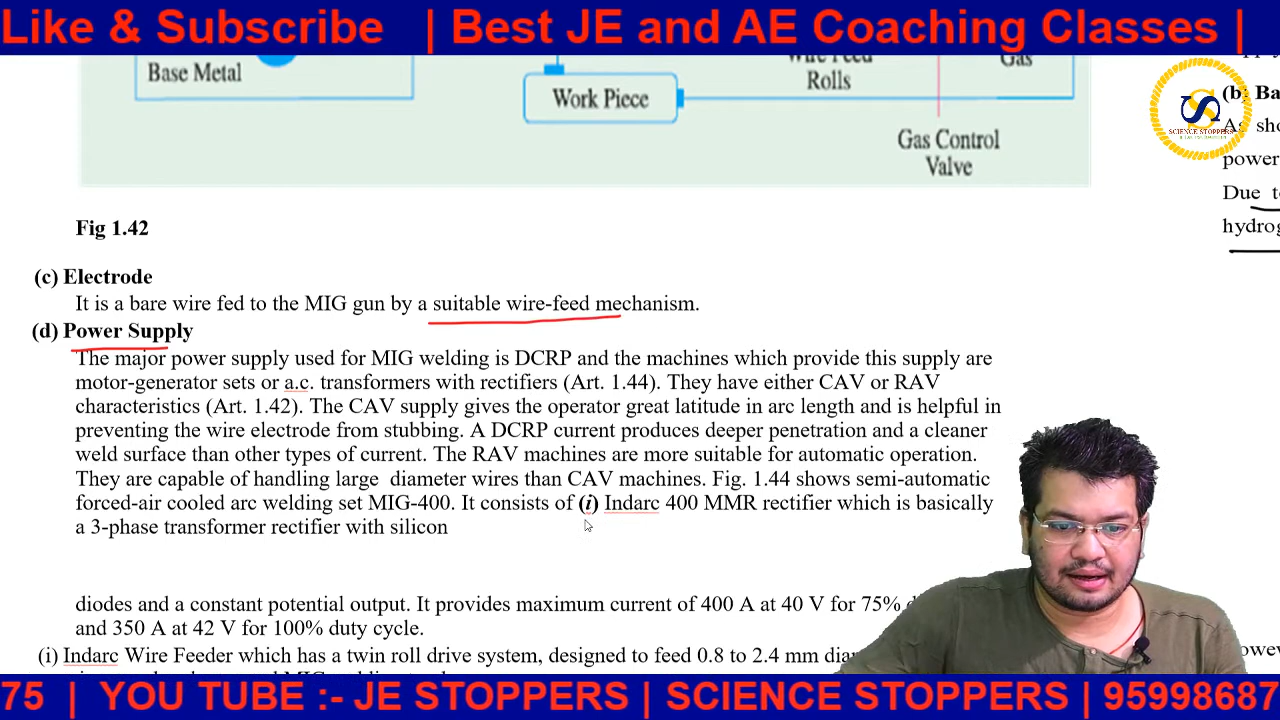 Like & Subscribe | Best JE and AE Coaching Classes |
Base Metal
Work Piece
Wire Feed
Rolls
Gas
Gas Control
Valve
SCIENCE STOPPERS
(b) Ba
As sho
power
Due to
hydrog
Fig 1.42
(c) Electrode
It is a bare wire fed to the MIG gun by a suitable wire-feed mechanism.
(d) Power Supply
The major power supply used for MIG welding is DCRP and the machines which provide this supply are
motor-generator sets or a.c. transformers with rectifiers (Art. 1.44). They have either CAV or RAV
characteristics (Art. 1.42). The CAV supply gives the operator great latitude in arc length and is helpful in
preventing the wire electrode from stubbing. A DCRP current produces deeper penetration and a cleaner
weld surface than other types of current. The RAV machines are more suitable for automatic operation.
They are capable of handling large diameter wires than CAV machines. Fig. 1.44 shows semi-automatic
forced-air cooled arc welding set MIG-400. It consists of (i) Indarc 400 MMR rectifier which is basically
a 3-phase transformer rectifier with silicon
diodes and a constant potential output. It provides maximum current of 400 A at 40 V for 75% d
and 350 A at 42 V for 100% duty cycle.
(i) Indarc Wire Feeder which has a twin roll drive system, designed to feed 0.8 to 2.4 mm diam
owev
75 | YOU TUBE :- JE STOPPERS | SCIENCE STOPPERS | 95998687